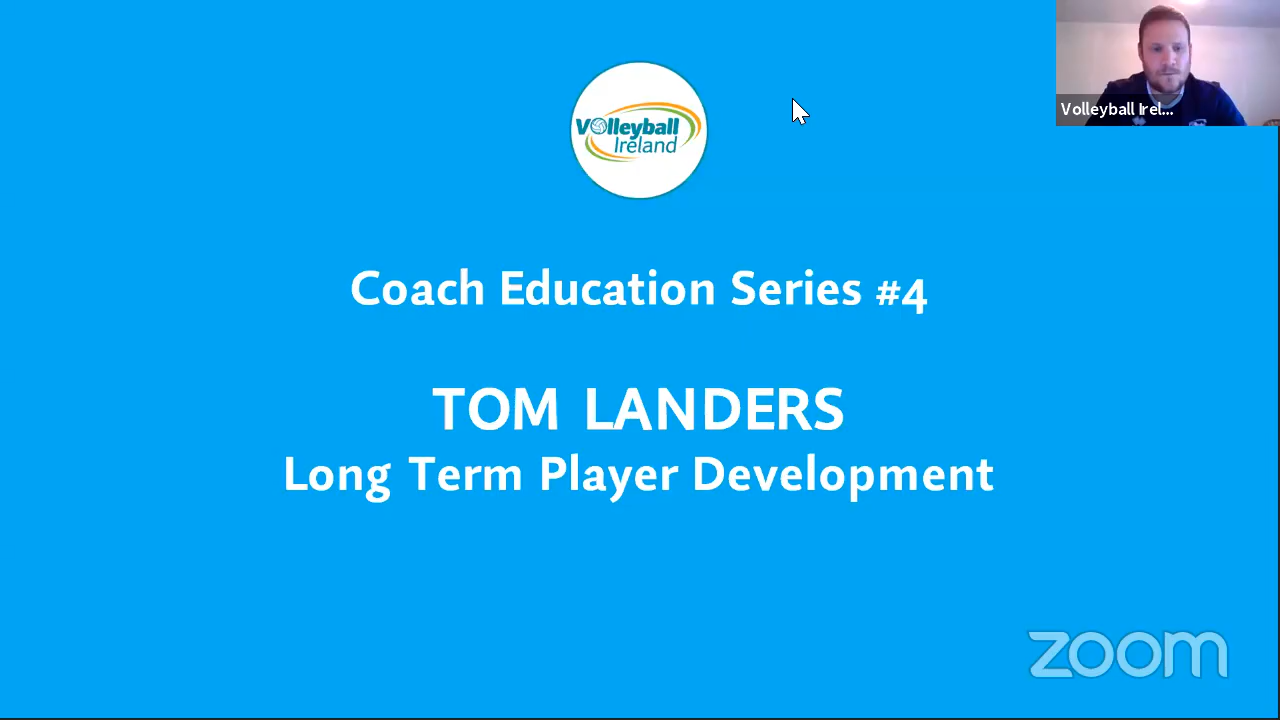 Volleyball
Ireland
Volleyball Irel...
Coach Education Series #4
TOM LANDERS
Long Term Player Development
zoom